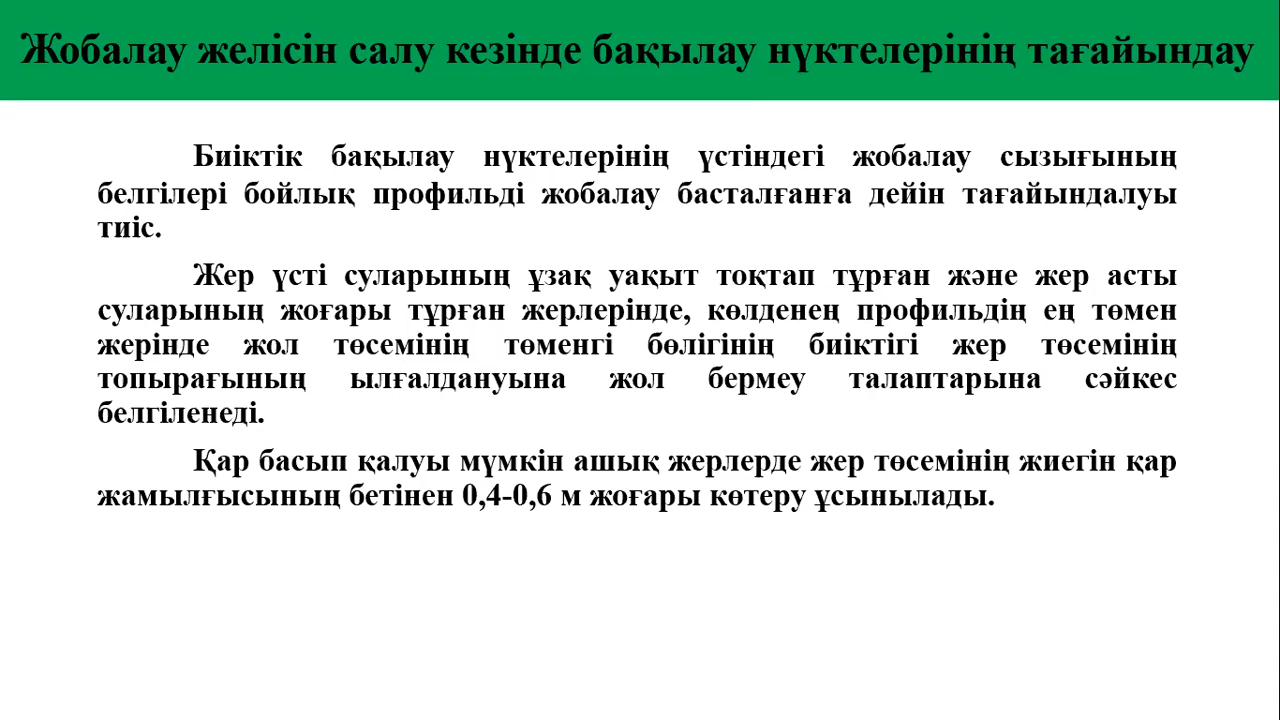 Жобалау желісін салу кезінде бақылау нүктелерінің тағайындау
Биіктік бақылау нүктелерінің үстіндегі жобалау сызығының
белгілері бойлық профильді жобалау басталғанға дейін тағайындалуы
тиіс.
Жер үсті суларының ұзақ уақыт тоқтап тұрған және жер асты
суларының жоғары тұрған жерлерінде, көлденең профильдің ең төмен
жерінде жол төсемінің төменгі бөлігінің биіктігі жер төсемінің
топырағының ылғалдануына жол бермеу талаптарына сәйкес
белгіленеді.
Қар басып қалуы мүмкін ашық жерлерде жер төсемінің жиегін қар
жамылғысының бетінен 0,4-0,6 м жоғары көтеру ұсынылады.